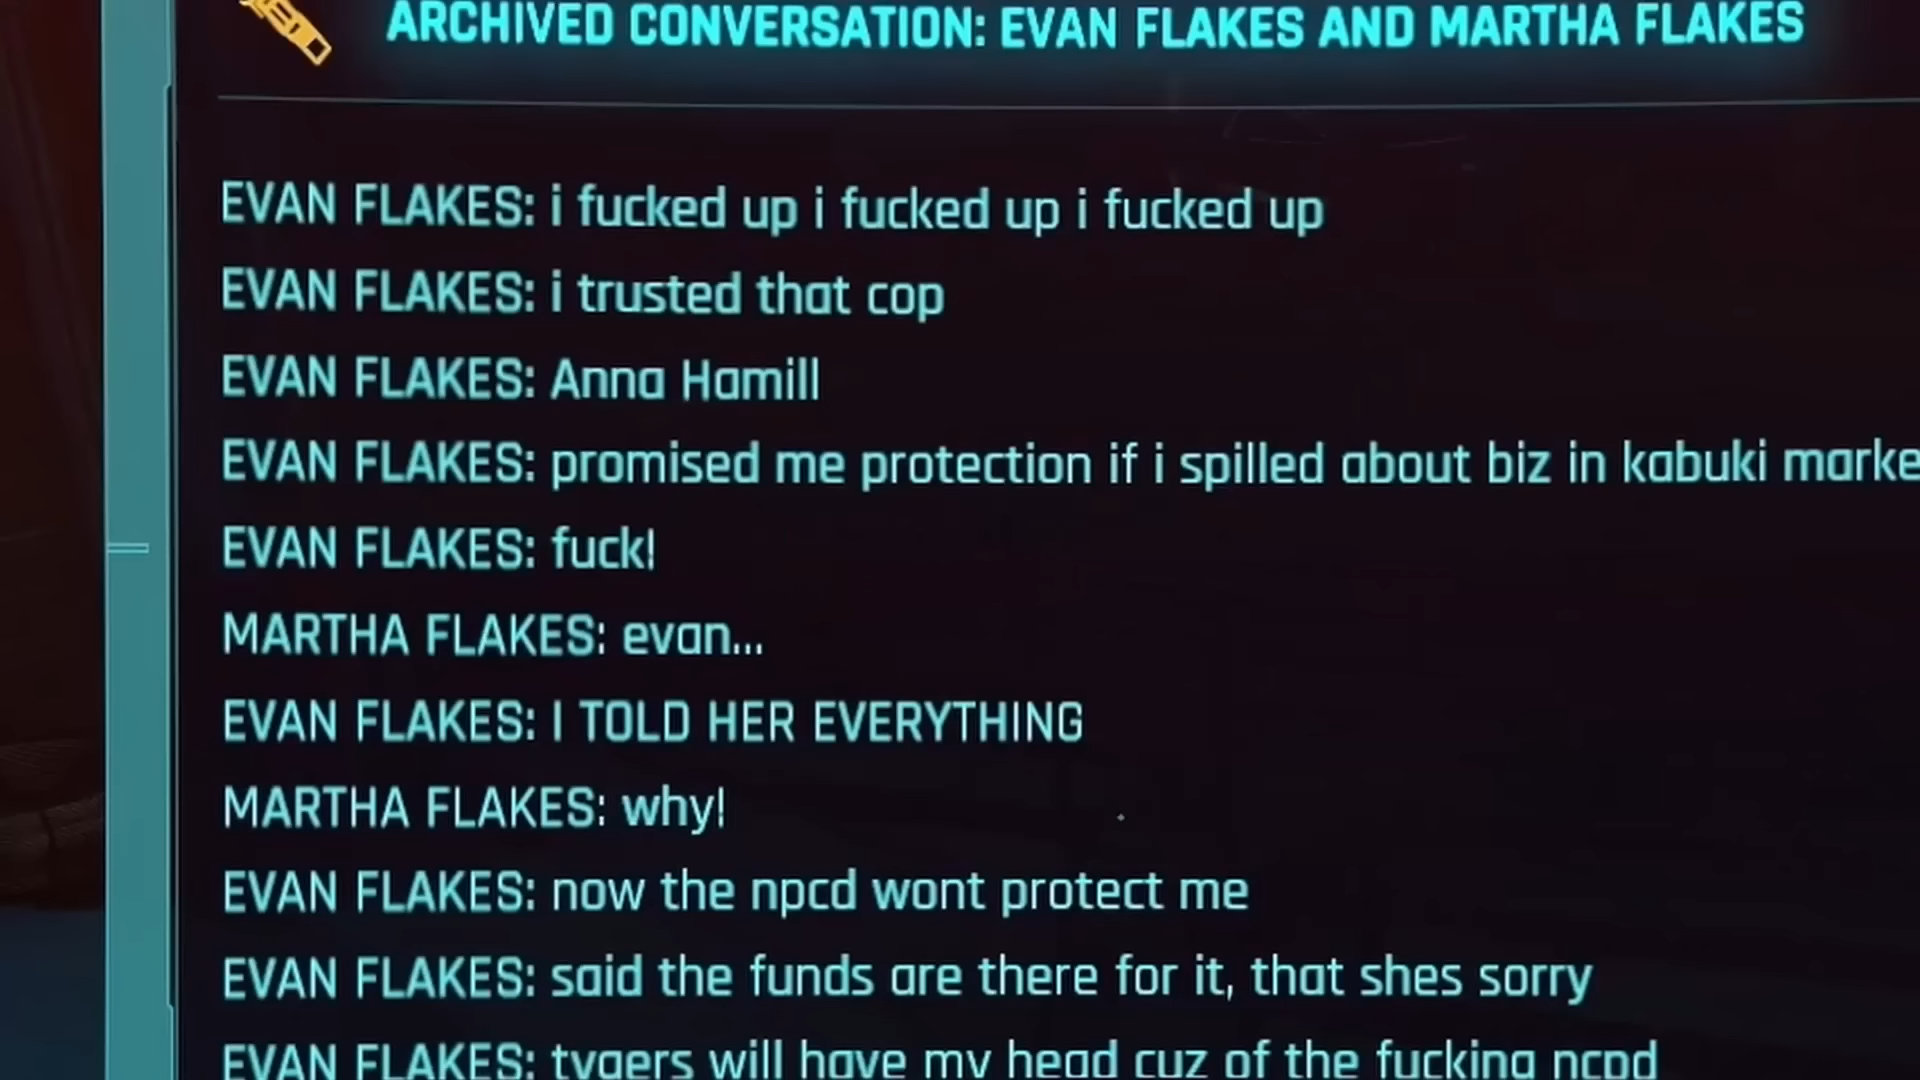 ARCHIVED CONVERSATION: EVAN FLAKES AND MARTHA FLAKES
EVAN FLAKES: i fucked up i fucked up i fucked up
EVAN FLAKES: i trusted that cop
EVAN FLAKES: Anna Hamill
EVAN FLAKES: promised me protection if i spilled about biz in kabuki marke
EVAN FLAKES: fuck!
MARTHA FLAKES: evan...
EVAN FLAKES: I TOLD HER EVERYTHING
MARTHA FLAKES: why!
EVAN FLAKES: now the npcd wont protect me
EVAN FLAKES: said the funds are there for it, that shes sorry
EVAN FLAKES: tygers will have my head cuz of the fucking ncpd